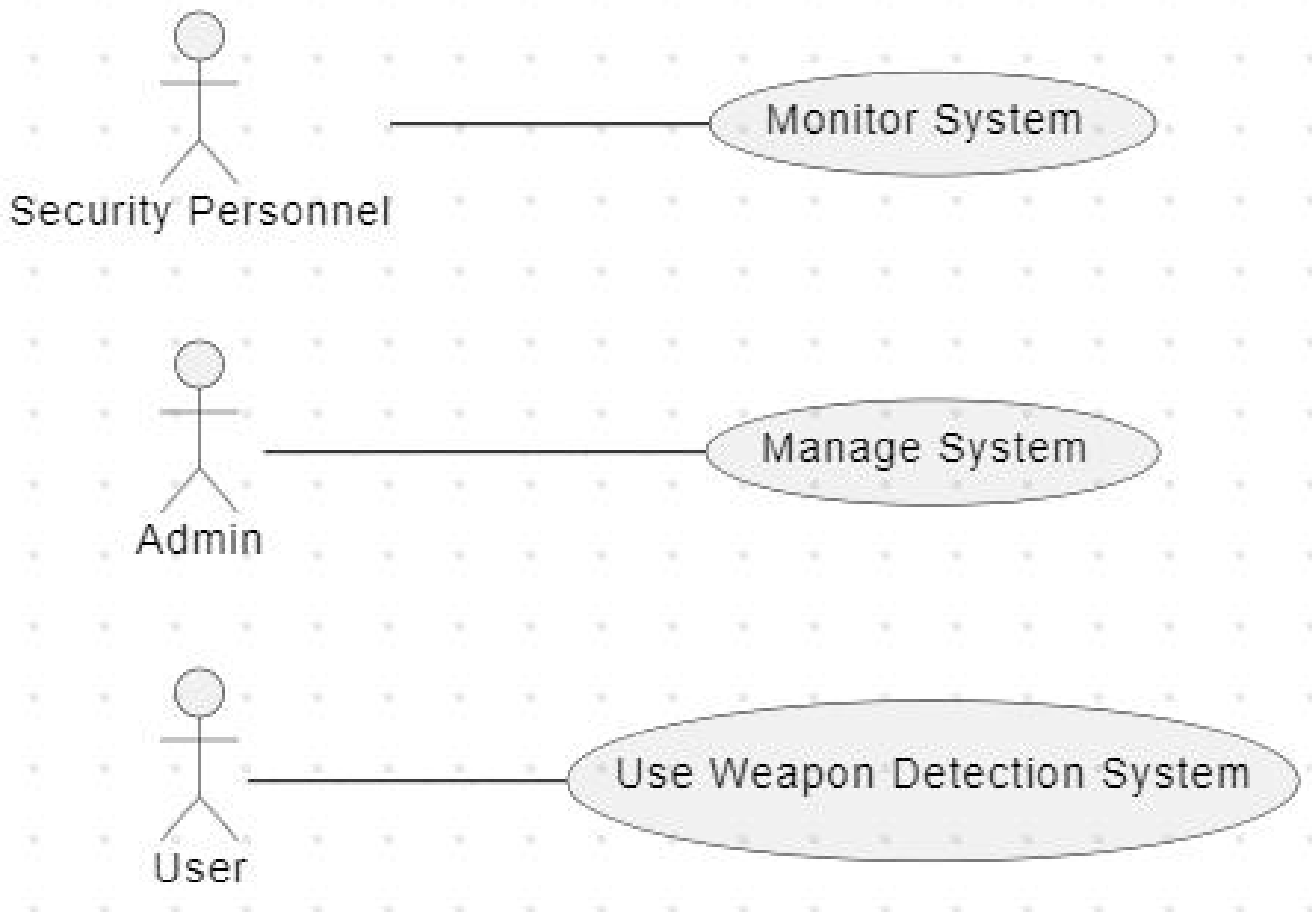 Monitor System
Security Personnel
Manage System
Admin
Use Weapon Detection System
User